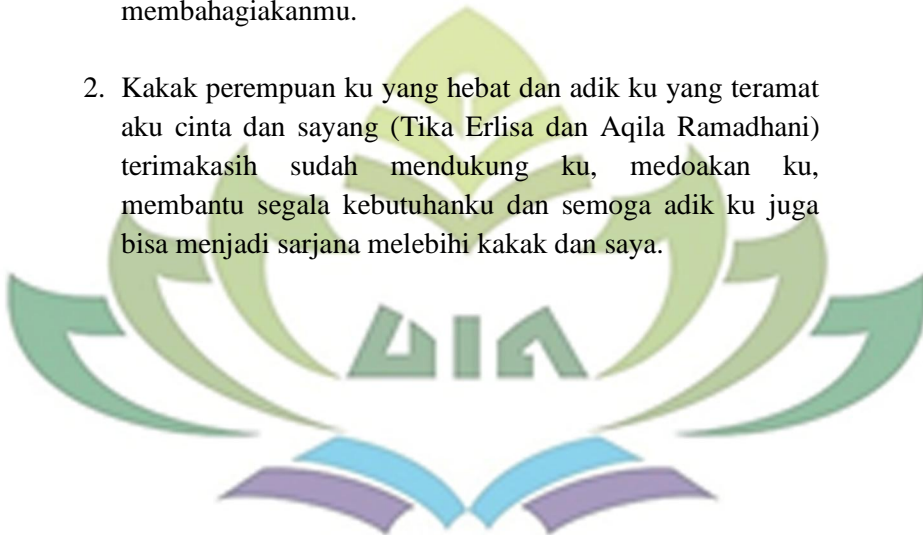 membahagiakanmu.
2. Kakak perempuan ku yang hebat dan adik ku yang teramat
aku cinta dan sayang (Tika Erlisa dan Aqila Ramadhani)
terimakasih sudah mendukung ku, medoakan ku,
membantu segala kebutuhanku dan semoga adik ku juga
bisa menjadi sarjana melebihi kakak dan saya.
UIN